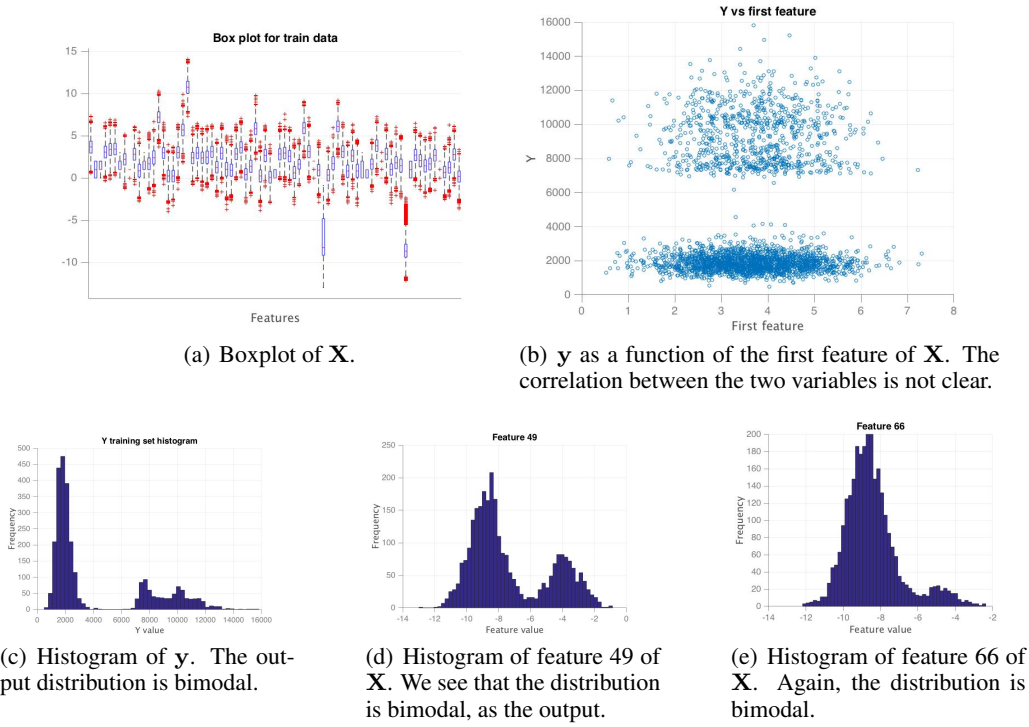 Box plot for train data
15
10
5
0
-5
-10
Features
(a) Boxplot of X.
Y vs first feature
16000
14000
12000
10000
8000
6000
4000
2000
0
Y
0 1 2 3 4 5 6 7 8
First feature
(b) y as a function of the first feature of X. The
correlation between the two variables is not clear.
Y training set histogram
500
450
400
350
300
250
200
150
100
50
0
Frequency
0 2000 4000 6000 8000 10000 12000 14000 16000
Y value
(c) Histogram of y. The out-
put distribution is bimodal.
Feature 49
250
200
150
100
50
0
Frequency
-14 -12 -10 -8 -6 -4 -2 0
Feature value
(d) Histogram of feature 49 of
X. We see that the distribution
is bimodal, as the output.
Feature 66
200
180
160
140
120
100
80
60
40
20
0
Frequency
-14 -12 -10 -8 -6 -4 -2
Feature value
(e) Histogram of feature 66 of
X. Again, the distribution is
bimodal.